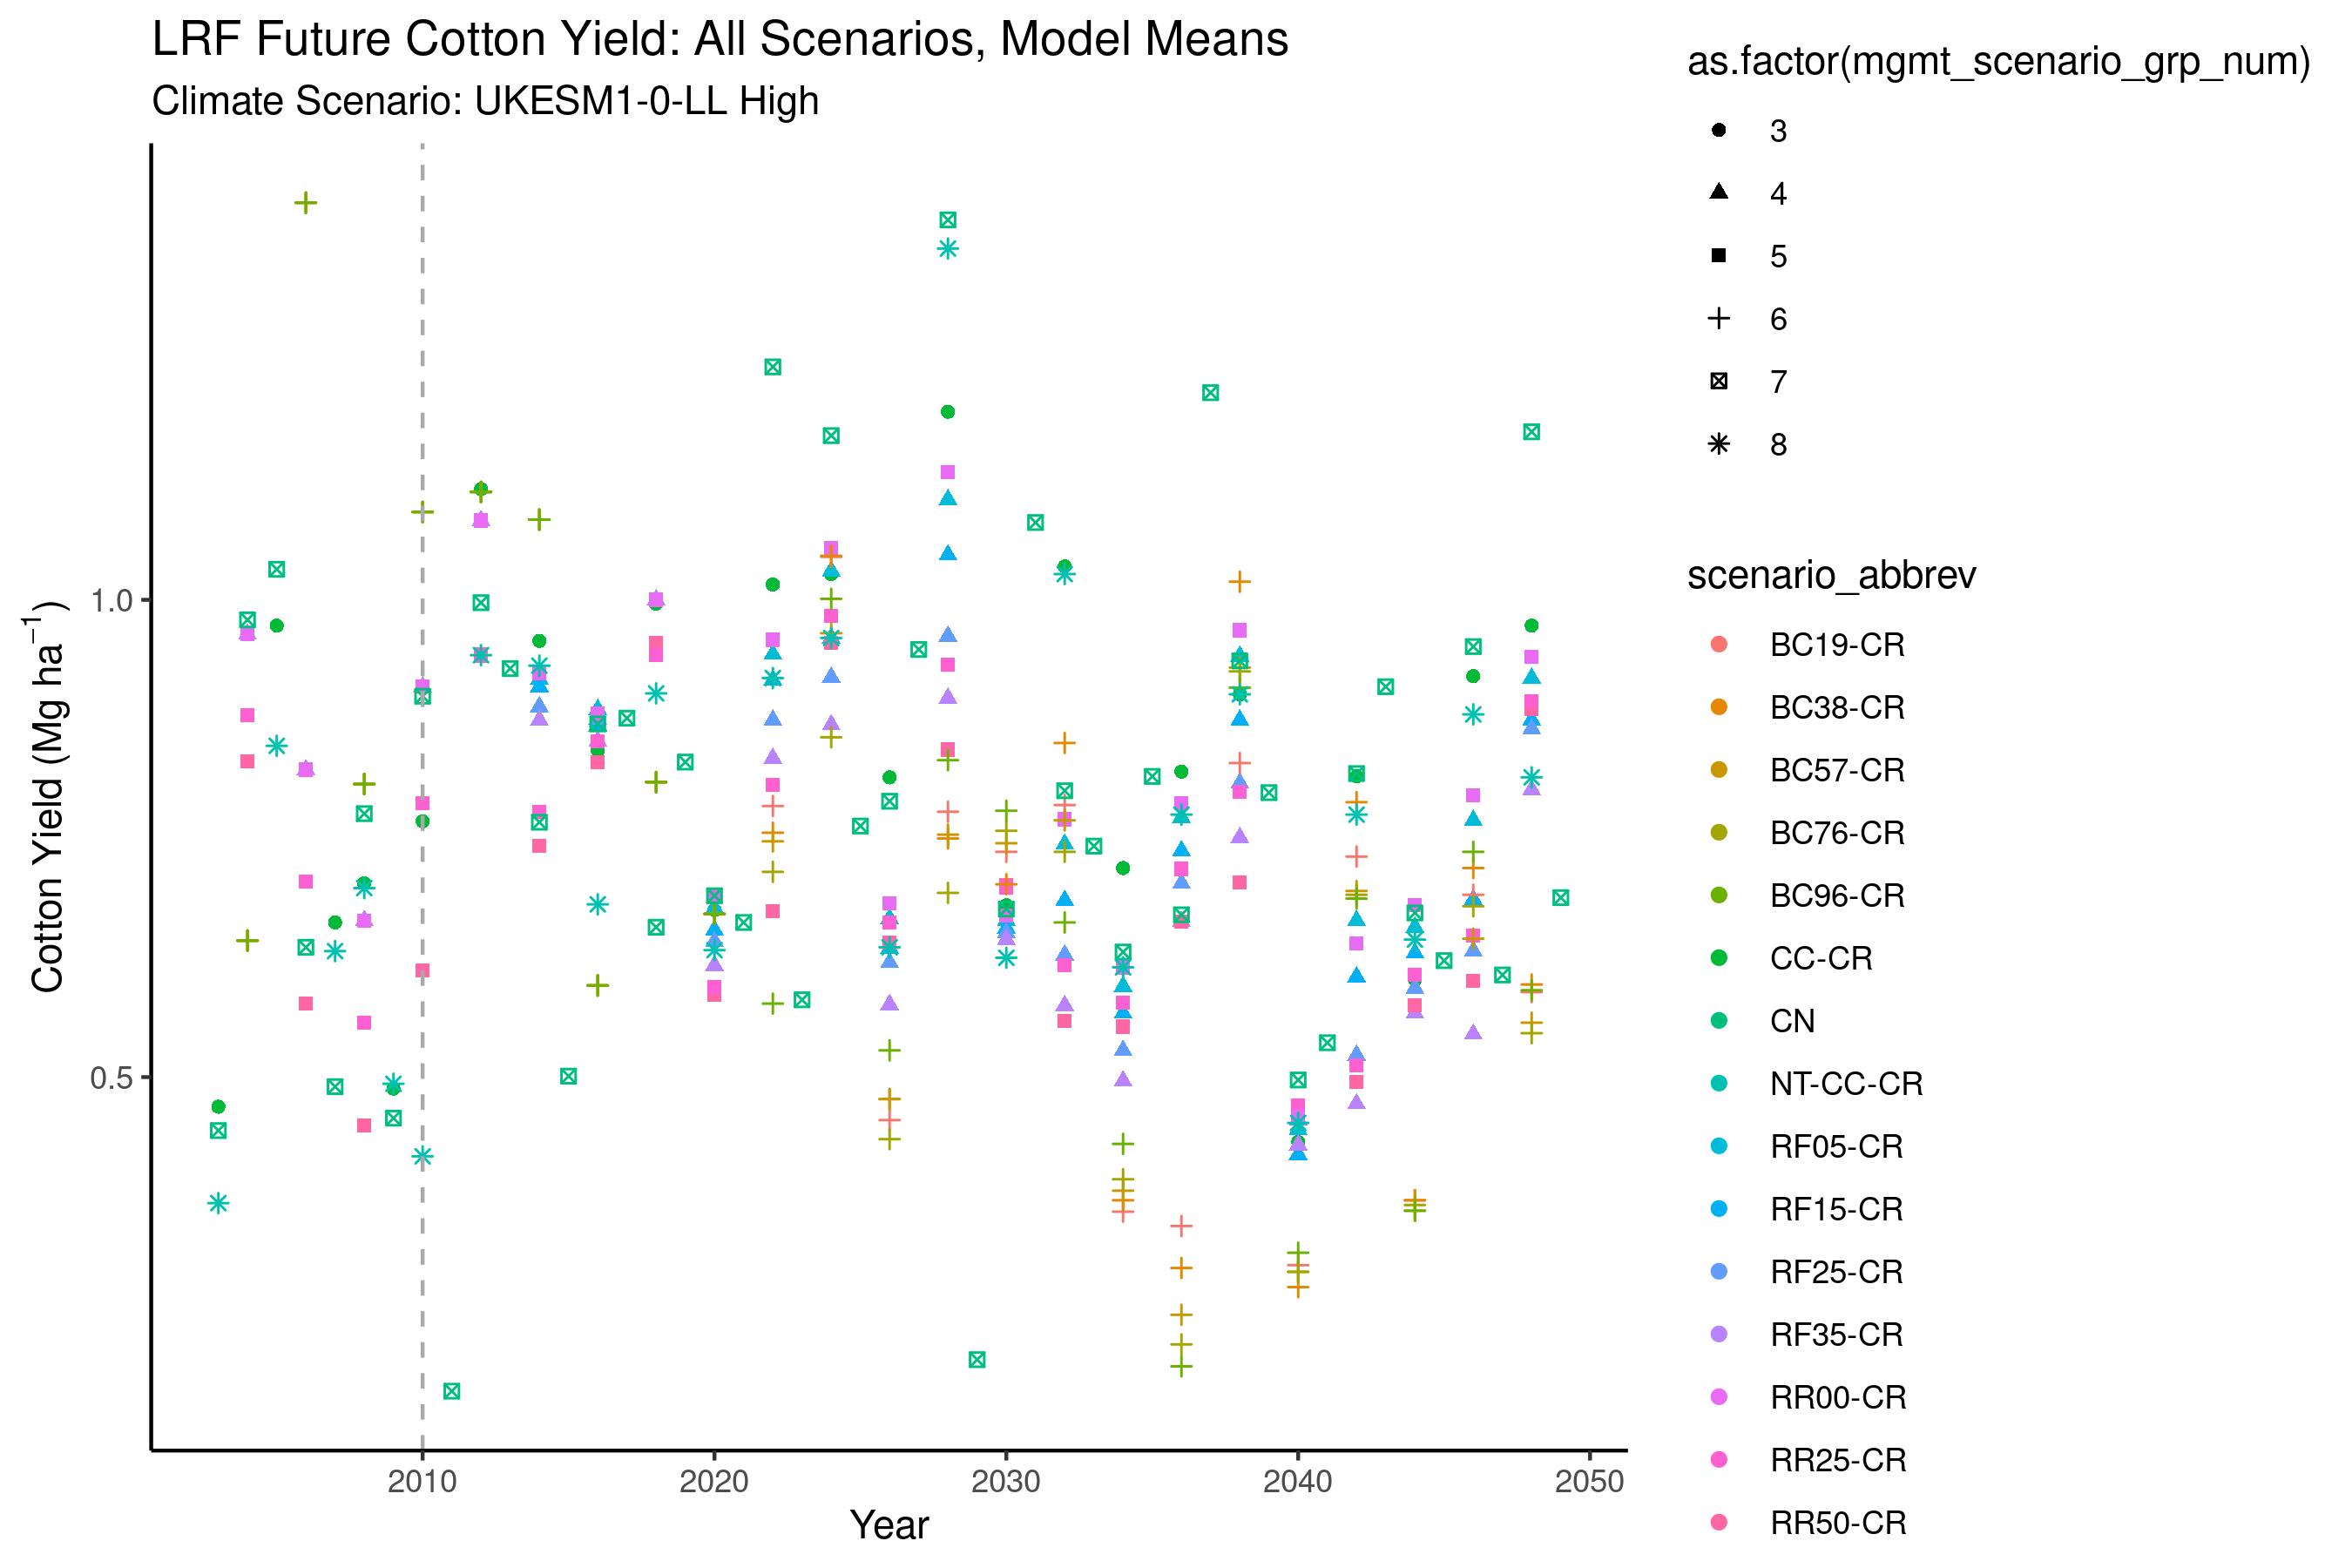 LRF Future Cotton Yield: All Scenarios, Model Means
Climate Scenario: UKESM1-0-LL High
Cotton Yield (Mg ha⁻¹)
1.0
0.5
2010 2020 2030 2040 2050
Year
as.factor(mgmt_scenario_grp_num)
3
4
5
6
7
8
scenario_abbrev
BC19-CR
BC38-CR
BC57-CR
BC76-CR
BC96-CR
CC-CR
CN
NT-CC-CR
RF05-CR
RF15-CR
RF25-CR
RF35-CR
RR00-CR
RR25-CR
RR50-CR